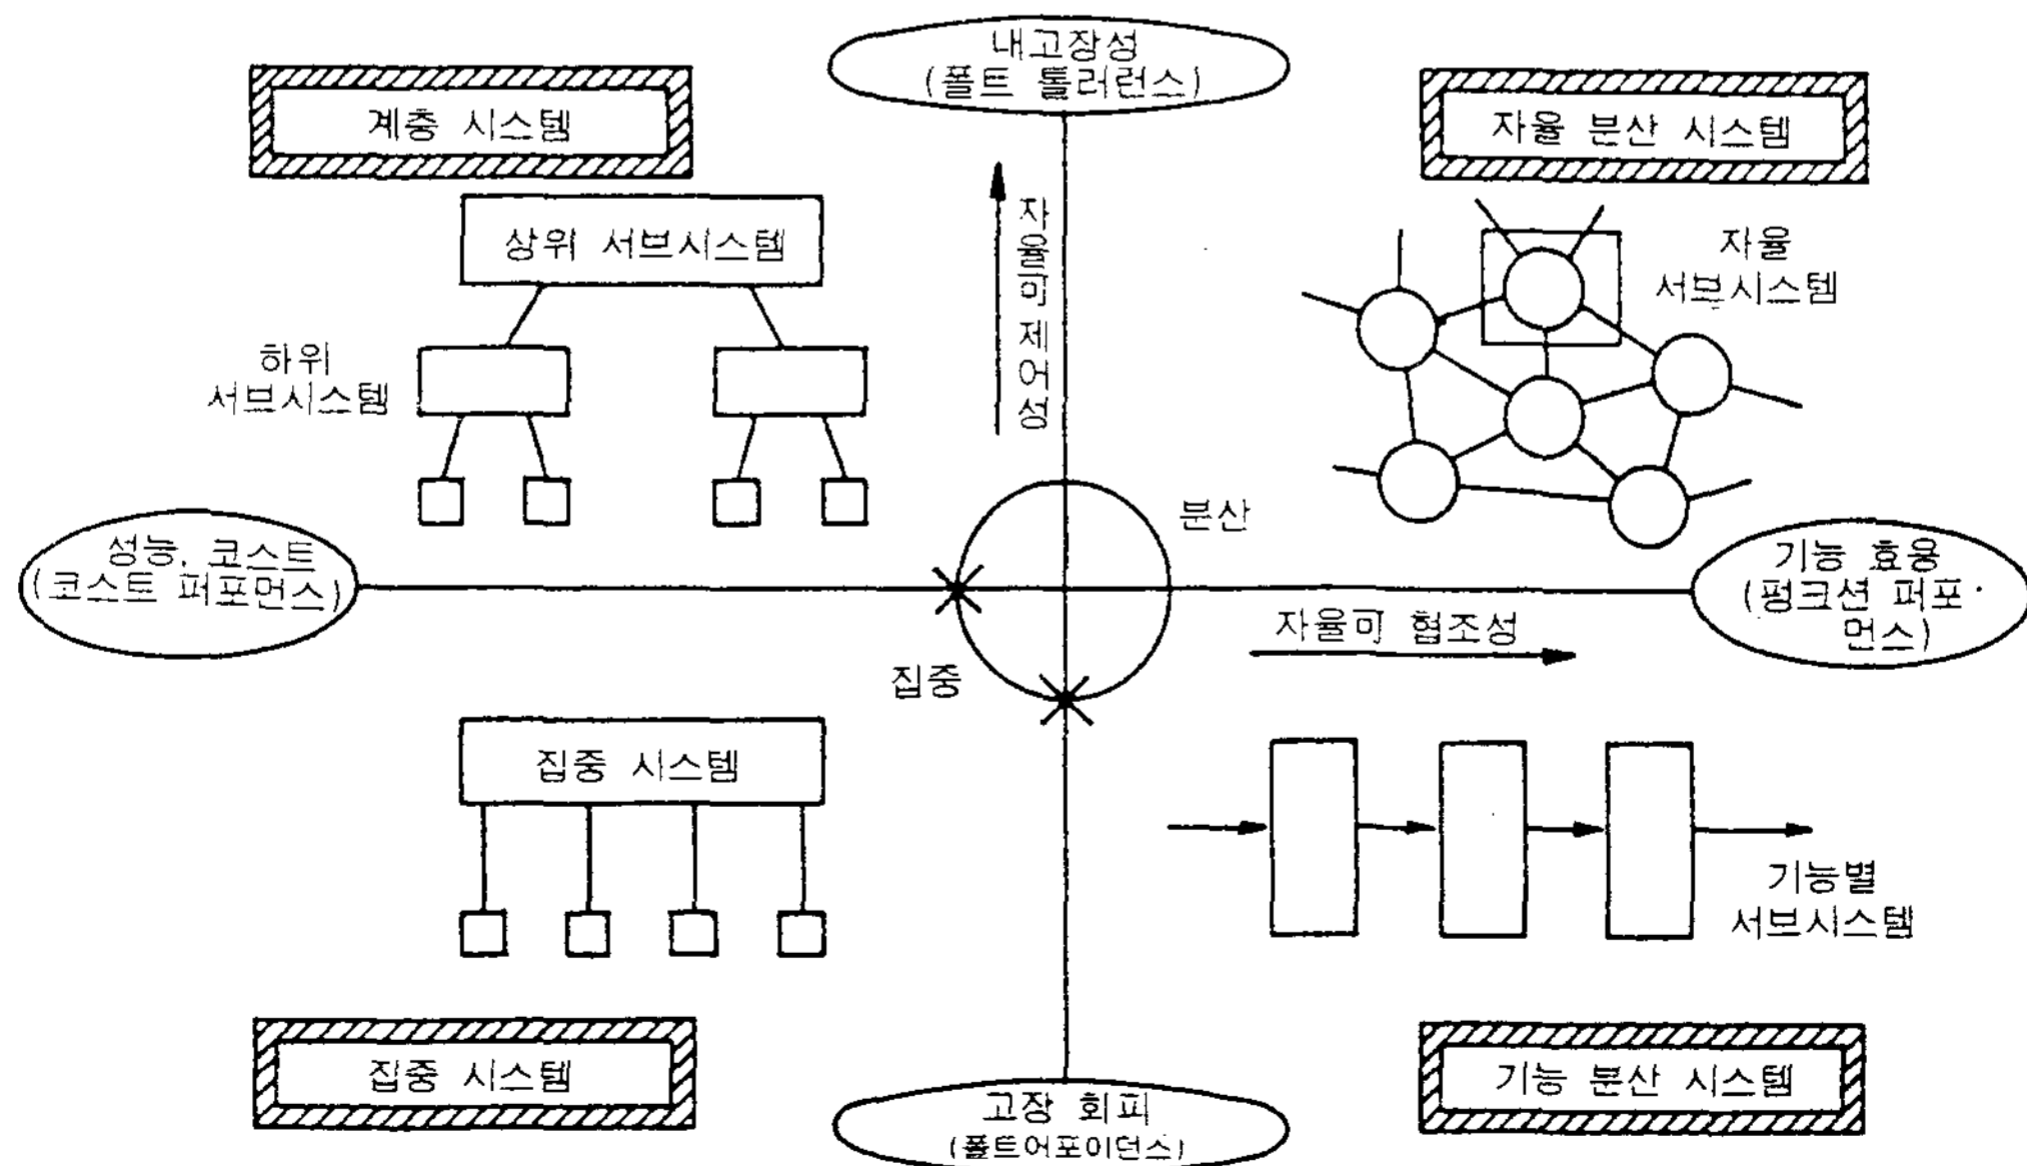 내고장성
(폴트 톨러런스)
계층 시스템
자율 분산 시스템
상위 서브시스템
자율可 제어성
자율
서브시스템
하위
서브시스템
분산
성능, 코스트
(코스트 퍼포먼스)
기능 효용
(펑크션 퍼포·
먼스)
자율可 협조성
집중
집중 시스템
기능별
서브시스템
집중 시스템
기능 분산 시스템
고장 회피
(폴트어포이던스)